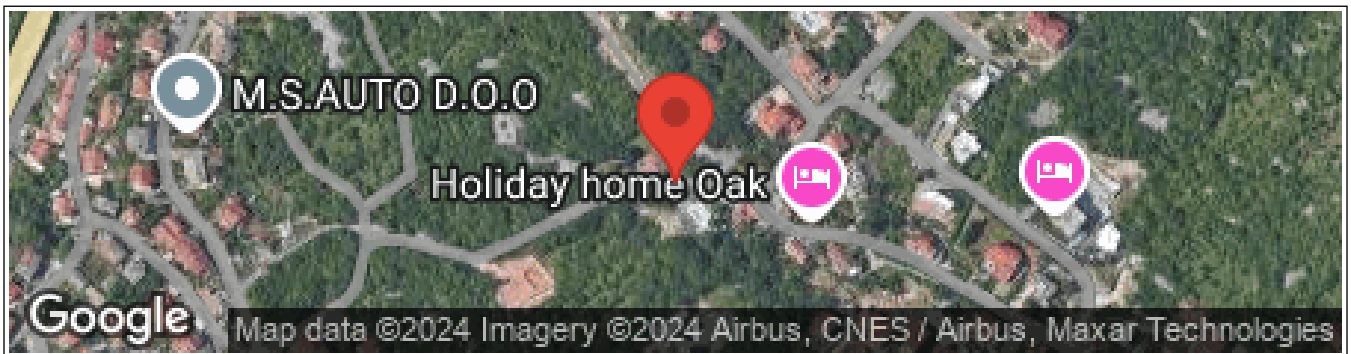 M.S.AUTO D.O.O
Holiday home Oak
Google
Map data ©2024 Imagery ©2024 Airbus, CNES / Airbus, Maxar Technologies